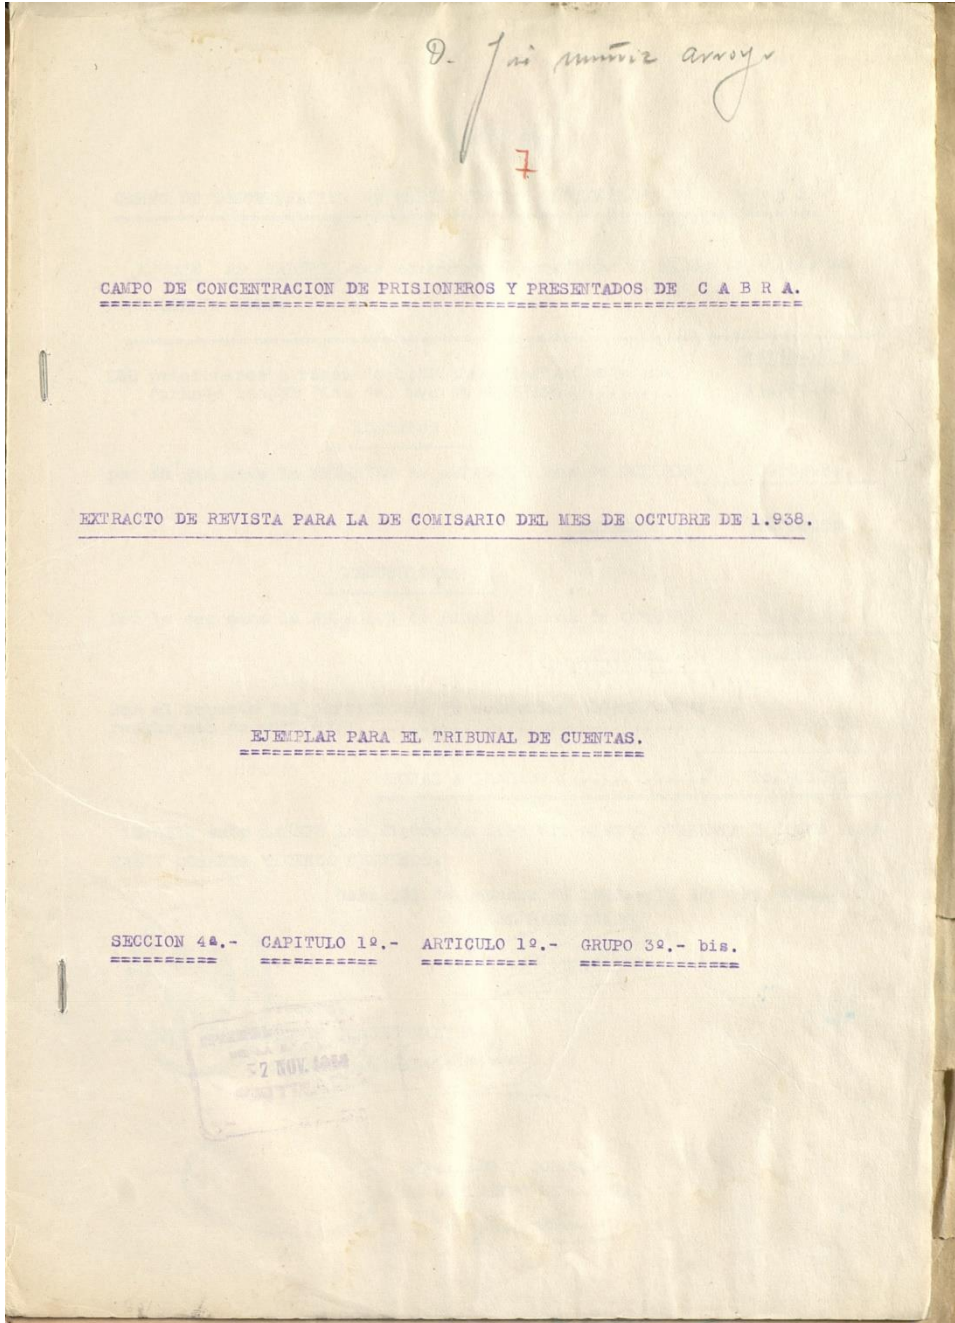 D. José Muñiz Arroyo
7
CAMPO DE CONCENTRACION DE PRISIONEROS Y PRESENTADOS DE C A B R A.
EXTRACTO DE REVISTA PARA LA DE COMISARIO DEL MES DE OCTUBRE DE 1.938.
EJEMPLAR PARA EL TRIBUNAL DE CUENTAS.
SECCION 4ª.- CAPITULO 1º.- ARTICULO 1º.- GRUPO 3º.- bis.
7 NOV.